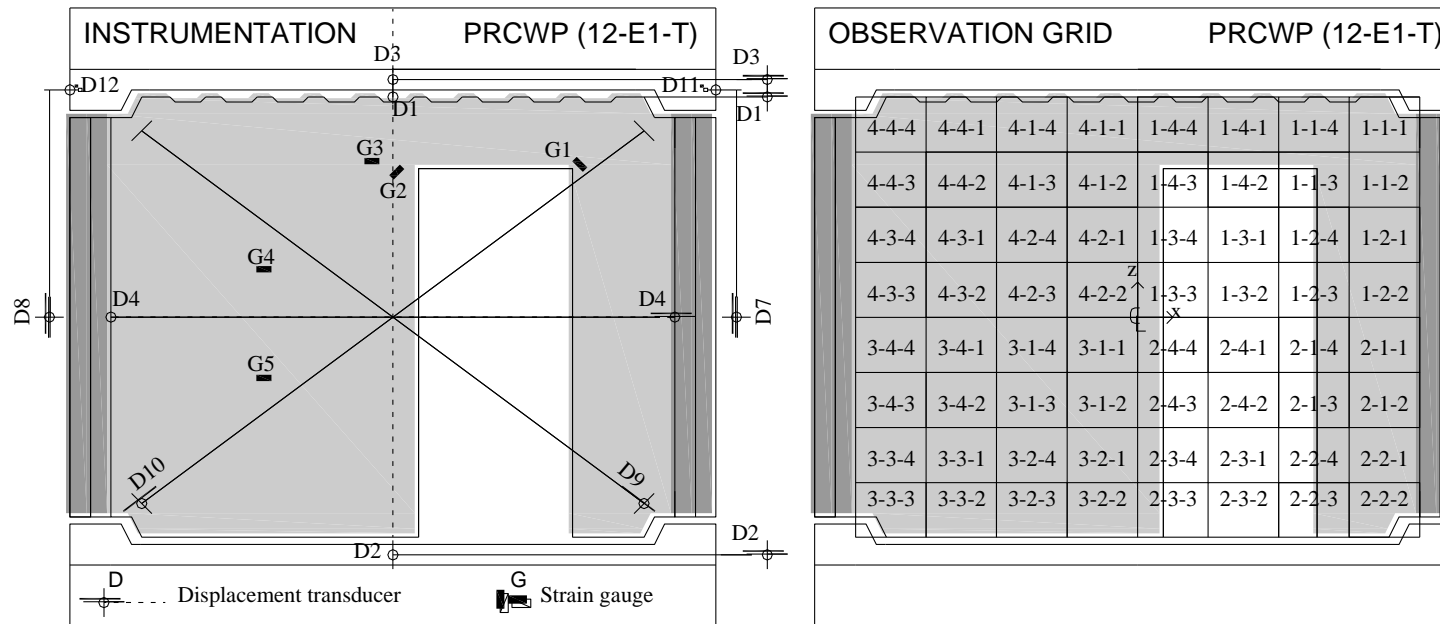 INSTRUMENTATION PRCWP (12-E1-T)
D3 D3
D12 D11
D1 D1
G3 G1
G2
G4
D8 D4 D4 D7
G5
D10 D9
D2 D2
D Displacement transducer G Strain gauge
OBSERVATION GRID PRCWP (12-E1-T)
4-4-4 4-4-1 4-1-4 4-1-1 1-4-4 1-4-1 1-1-4 1-1-1
4-4-3 4-4-2 4-1-3 4-1-2 1-4-3 1-4-2 1-1-3 1-1-2
4-3-4 4-3-1 4-2-4 4-2-1 1-3-4 1-3-1 1-2-4 1-2-1
z
4-3-3 4-3-2 4-2-3 4-2-2 1-3-3 1-3-2 1-2-3 1-2-2
CL x
3-4-4 3-4-1 3-1-4 3-1-1 2-4-4 2-4-1 2-1-4 2-1-1
3-4-3 3-4-2 3-1-3 3-1-2 2-4-3 2-4-2 2-1-3 2-1-2
3-3-4 3-3-1 3-2-4 3-2-1 2-3-4 2-3-1 2-2-4 2-2-1
3-3-3 3-3-2 3-2-3 3-2-2 2-3-3 2-3-2 2-2-3 2-2-2